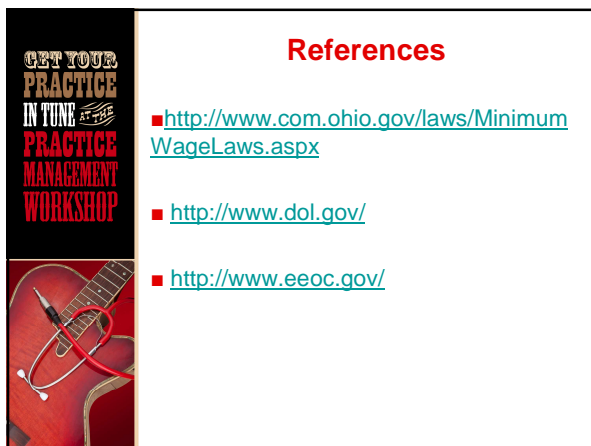 GET YOUR
PRACTICE
IN TUNE AT THE
PRACTICE
MANAGEMENT
WORKSHOP
References
■http://www.com.ohio.gov/laws/Minimum
WageLaws.aspx
■ http://www.dol.gov/
■ http://www.eeoc.gov/